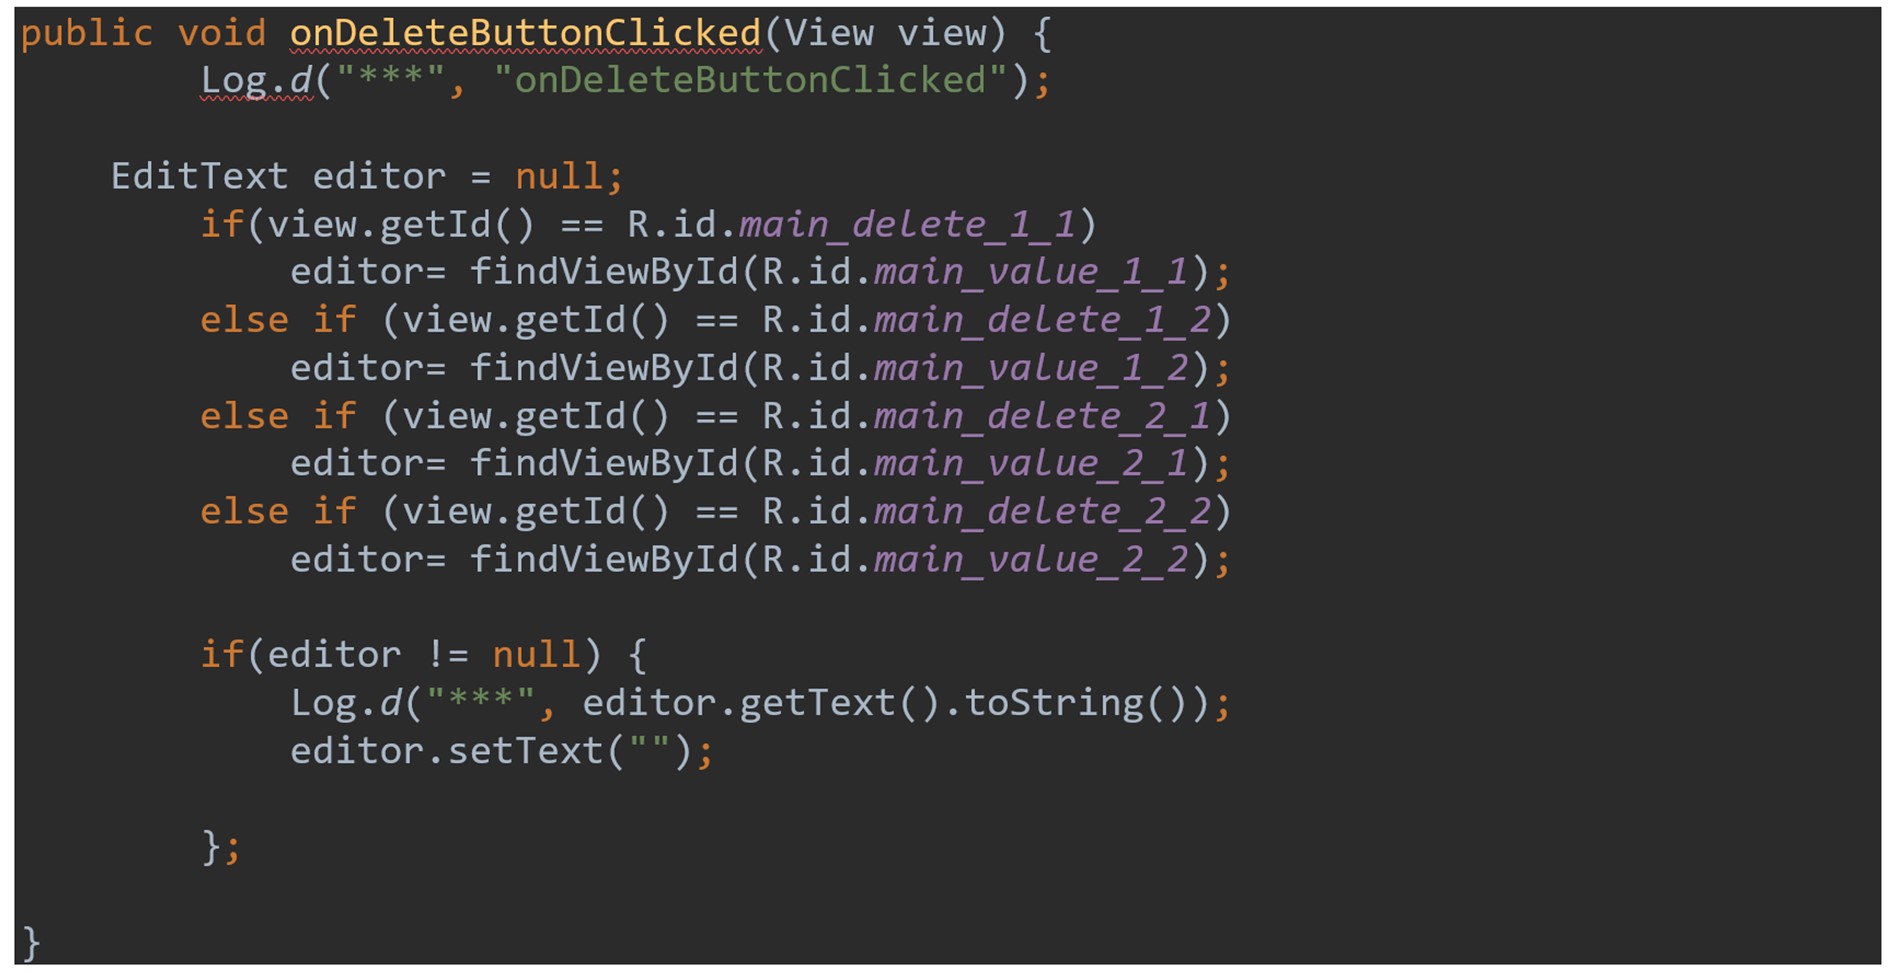 public void onDeleteButtonClicked(View view) {
Log.d("***", "onDeleteButtonClicked");
EditText editor = null;
if(view.getId() == R.id.main_delete_1_1)
editor= findViewById(R.id.main_value_1_1);
else if (view.getId() == R.id.main_delete_1_2)
editor= findViewById(R.id.main_value_1_2);
else if (view.getId() == R.id.main_delete_2_1)
editor= findViewById(R.id.main_value_2_1);
else if (view.getId() == R.id.main_delete_2_2)
editor= findViewById(R.id.main_value_2_2);
if(editor != null) {
Log.d("***", editor.getText().toString());
editor.setText("");
};
}